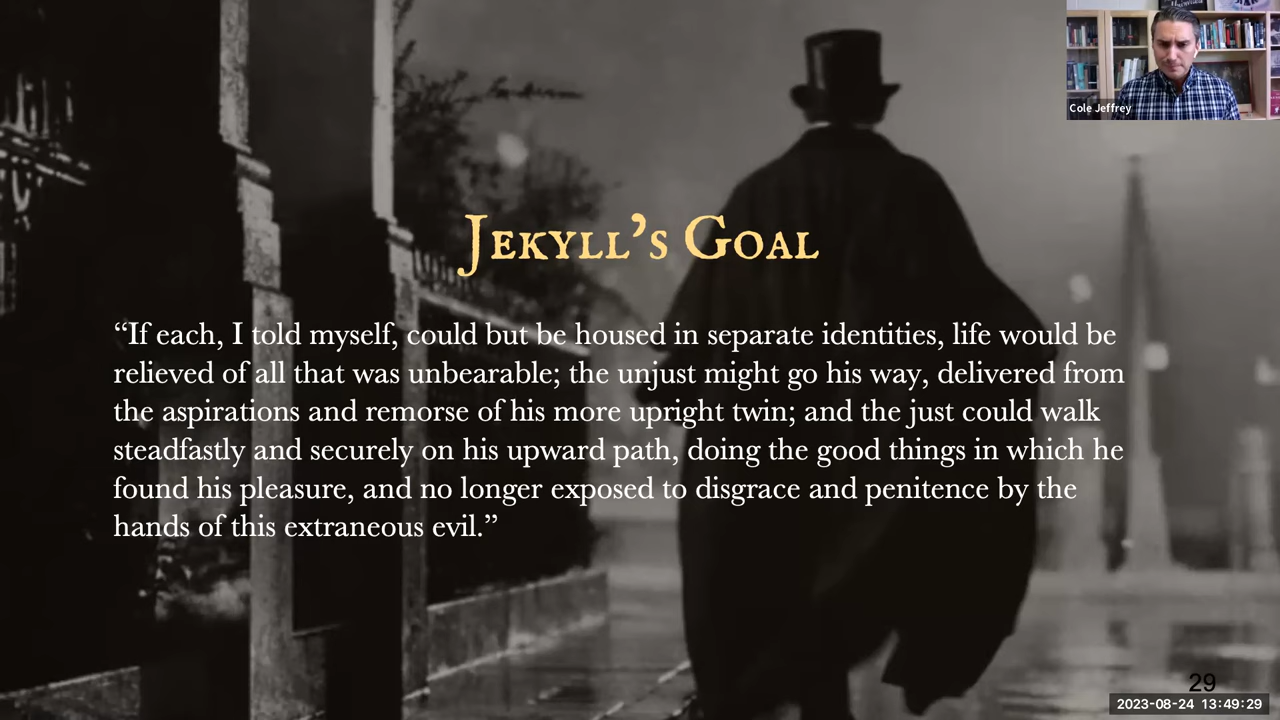 Cole Jeffrey
Jekyll’s Goal
“If each, I told myself, could but be housed in separate identities, life would be
relieved of all that was unbearable; the unjust might go his way, delivered from
the aspirations and remorse of his more upright twin; and the just could walk
steadfastly and securely on his upward path, doing the good things in which he
found his pleasure, and no longer exposed to disgrace and penitence by the
hands of this extraneous evil.”
29
2023-08-24 13:49:29